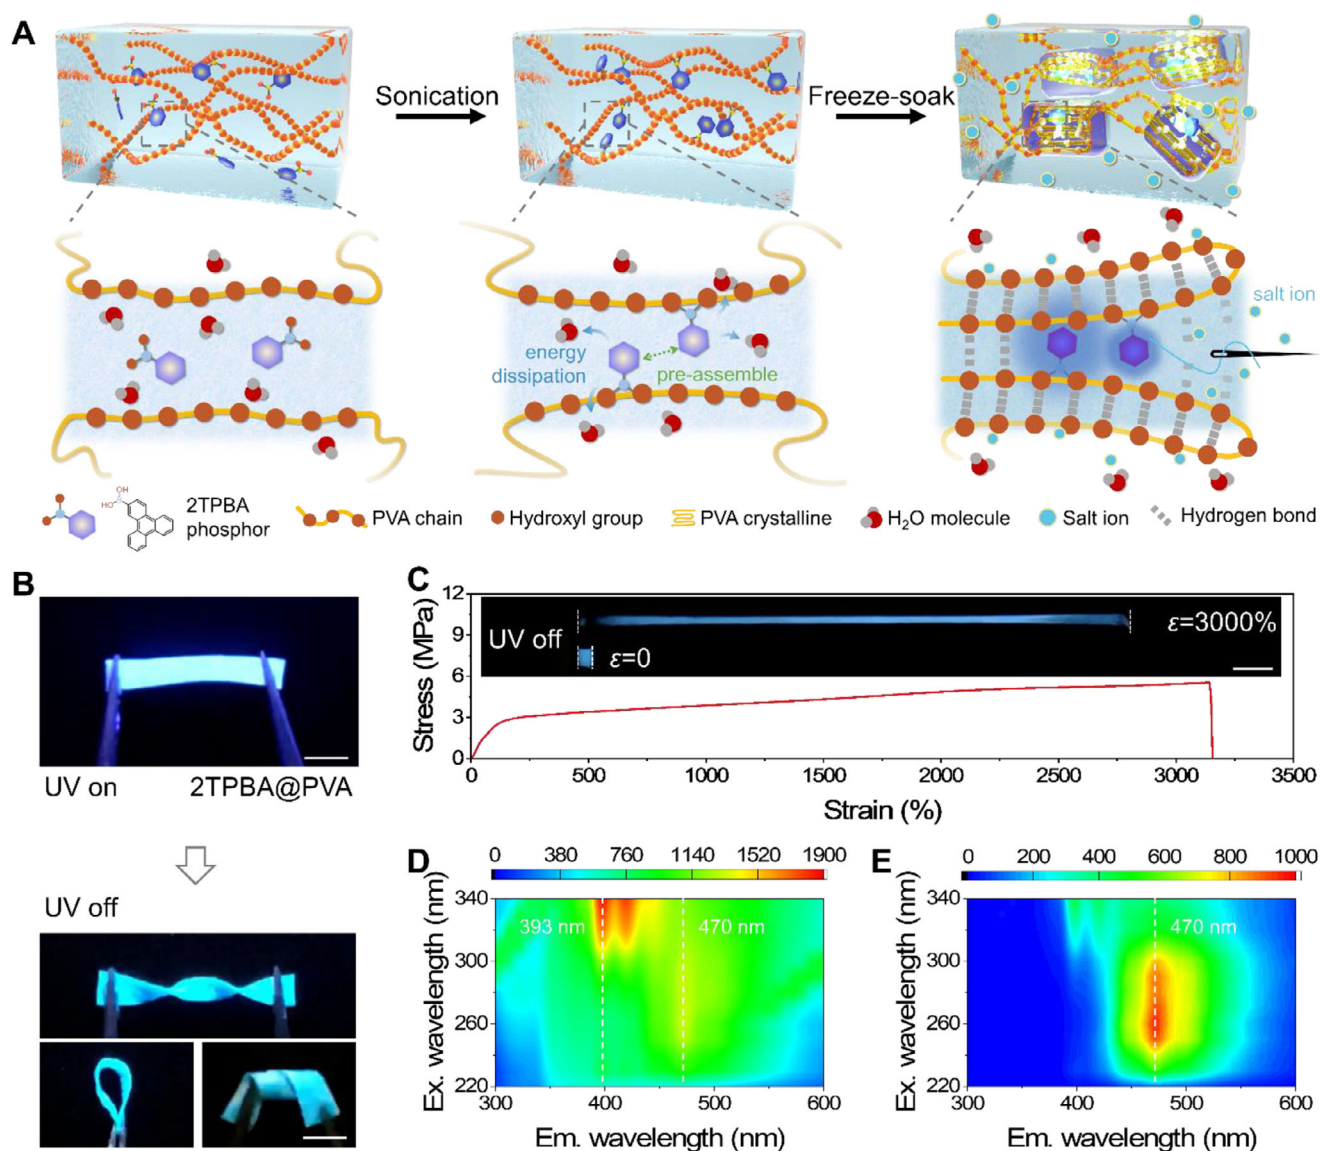 A
Sonication
Freeze-soak
energy
dissipation
pre-assemble
salt ion
OH
HO
B
2TPBA
phosphor
PVA chain
Hydroxyl group
PVA crystalline
H₂O molecule
Salt ion
Hydrogen bond
B
UV on
2TPBA@PVA
UV off
C
Stress (MPa)
12
9
6
3
0
UV off
ε=3000%
ε=0
0
500
1000
1500
2000
2500
3000
3500
Strain (%)
D
0
380
760
1140
1520
1900
Ex. wavelength (nm)
340
300
260
220
393 nm
470 nm
300
400
500
600
Em. wavelength (nm)
E
0
200
400
600
800
1000
Ex. wavelength (nm)
340
300
260
220
470 nm
300
400
500
600
Em. wavelength (nm)